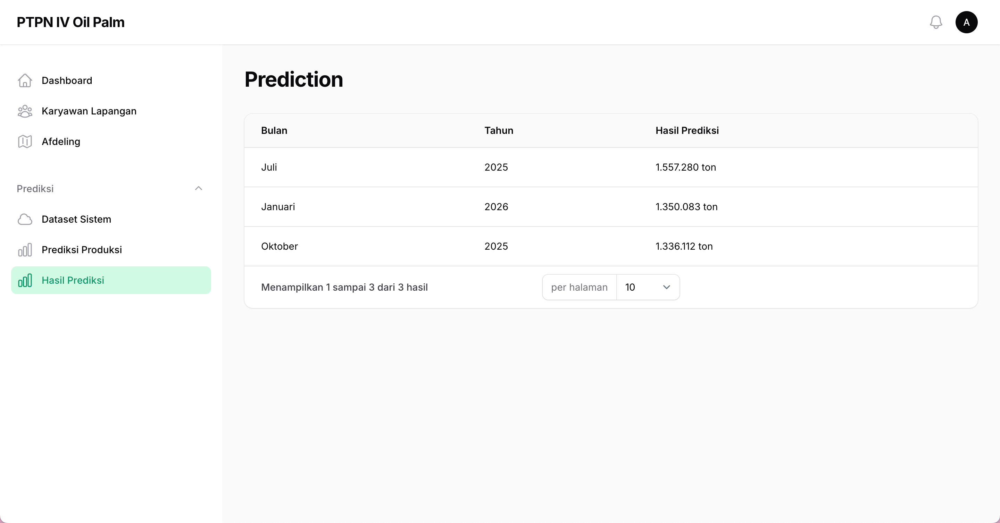 PTPN IV Oil Palm
A
Dashboard
Karyawan Lapangan
Afdeling
Prediksi
Dataset Sistem
Prediksi Produksi
Hasil Prediksi
Prediction
Bulan Tahun Hasil Prediksi
Juli 2025 1.557.280 ton
Januari 2026 1.350.083 ton
Oktober 2025 1.336.112 ton
Menampilkan 1 sampai 3 dari 3 hasil per halaman 10